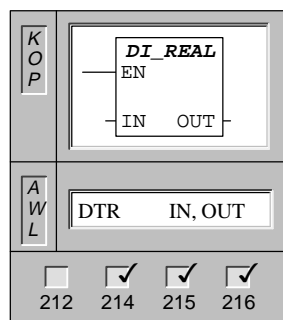 K
O
P
DI_REAL
EN
IN OUT
A
W
L
DTR IN, OUT
212 214 215 216